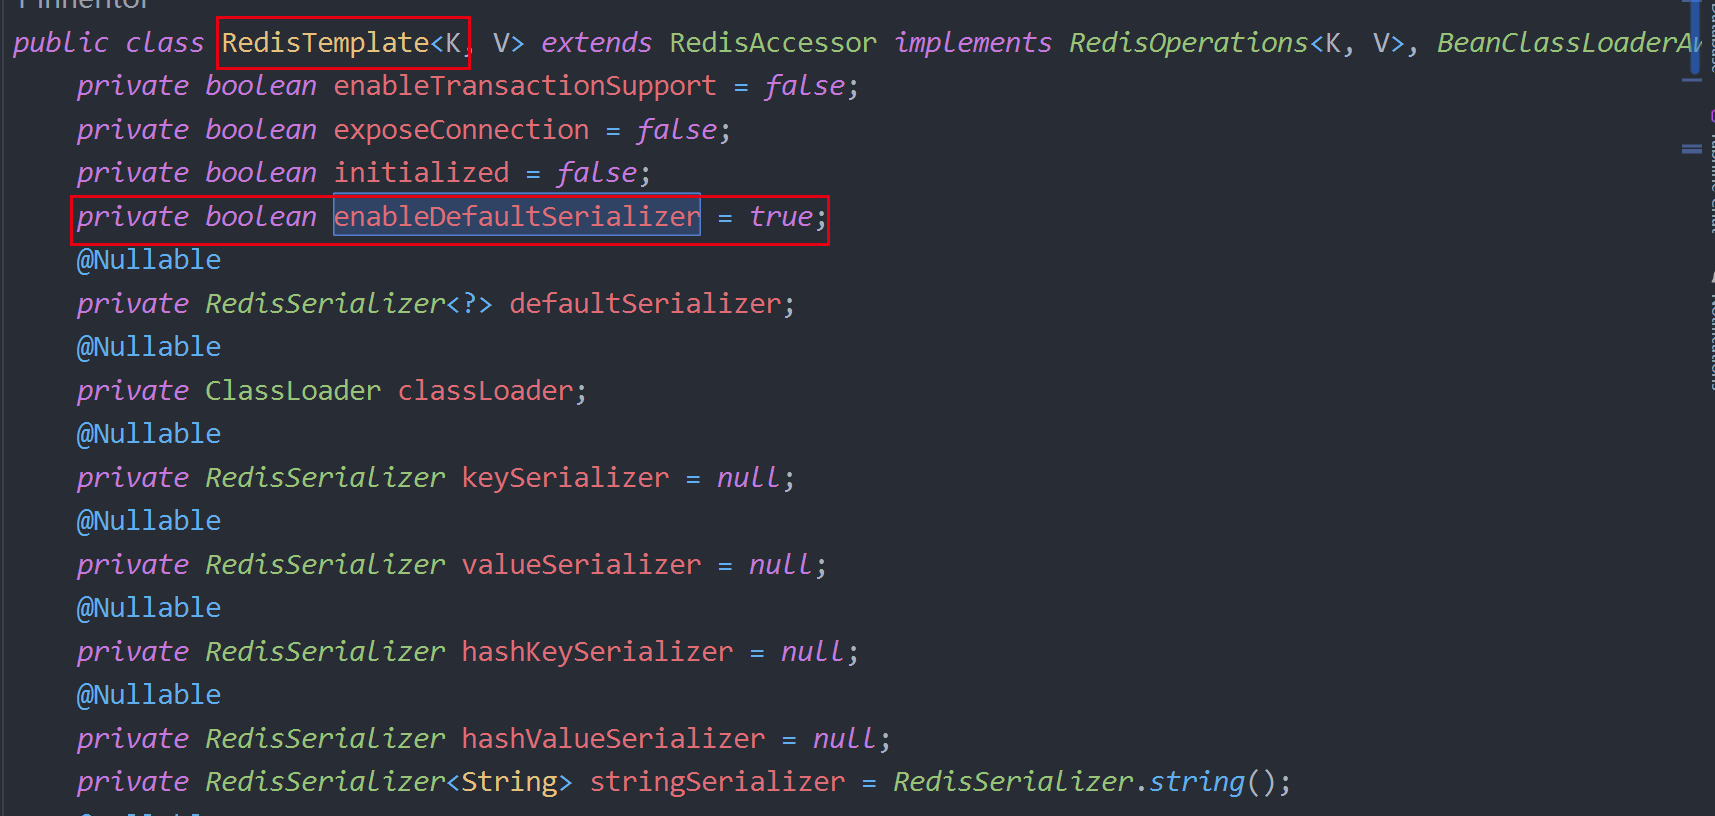 1 inheritor
public class RedisTemplate<K, V> extends RedisAccessor implements RedisOperations<K, V>, BeanClassLoaderAw
private boolean enableTransactionSupport = false;
private boolean exposeConnection = false;
private boolean initialized = false;
private boolean enableDefaultSerializer = true;
@Nullable
private RedisSerializer<?> defaultSerializer;
@Nullable
private ClassLoader classLoader;
@Nullable
private RedisSerializer keySerializer = null;
@Nullable
private RedisSerializer valueSerializer = null;
@Nullable
private RedisSerializer hashKeySerializer = null;
@Nullable
private RedisSerializer hashValueSerializer = null;
private RedisSerializer<String> stringSerializer = RedisSerializer.string();